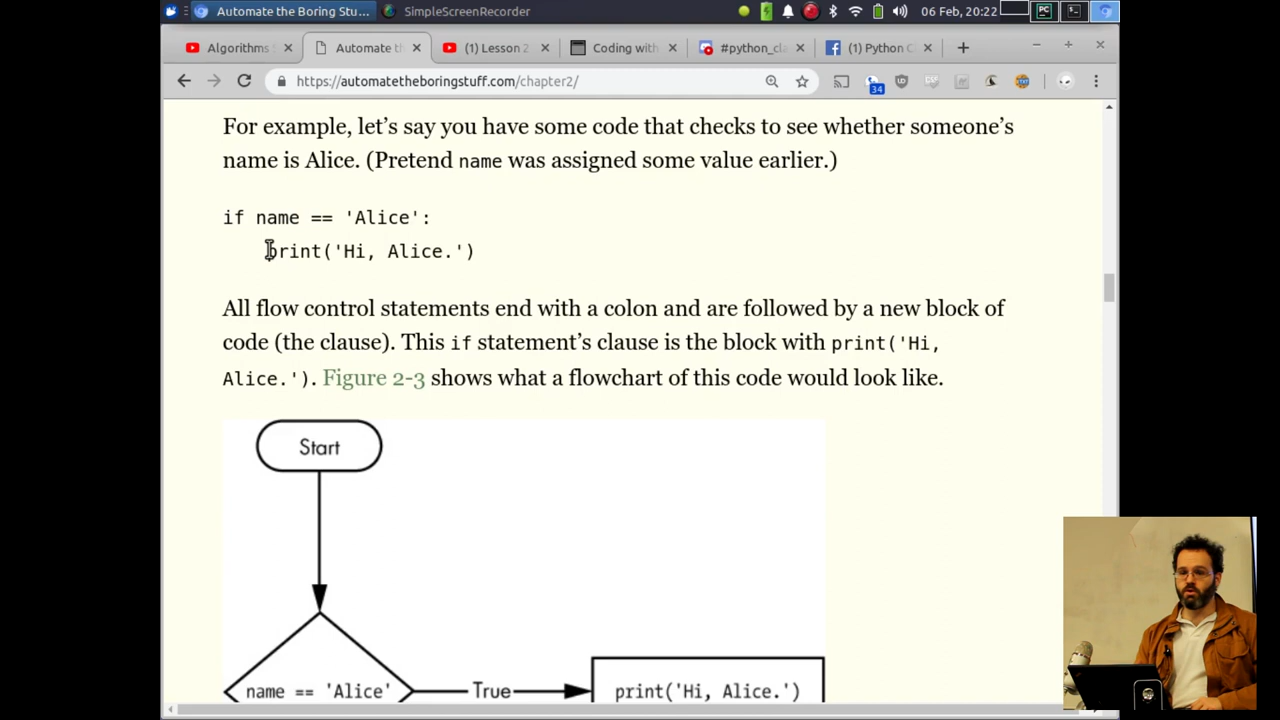 Automate the Boring Stu...
SimpleScreenRecorder
06 Feb, 20:22
Algorithms
Automate th
(1) Lesson 2
Coding with
#python_cla
(1) Python C
https://automatetheboringstuff.com/chapter2/
34
For example, let’s say you have some code that checks to see whether someone’s
name is Alice. (Pretend name was assigned some value earlier.)
if name == 'Alice':
print('Hi, Alice.')
All flow control statements end with a colon and are followed by a new block of
code (the clause). This if statement’s clause is the block with print('Hi,
Alice.'). Figure 2-3 shows what a flowchart of this code would look like.
Start
name == 'Alice'
True
print('Hi, Alice.')